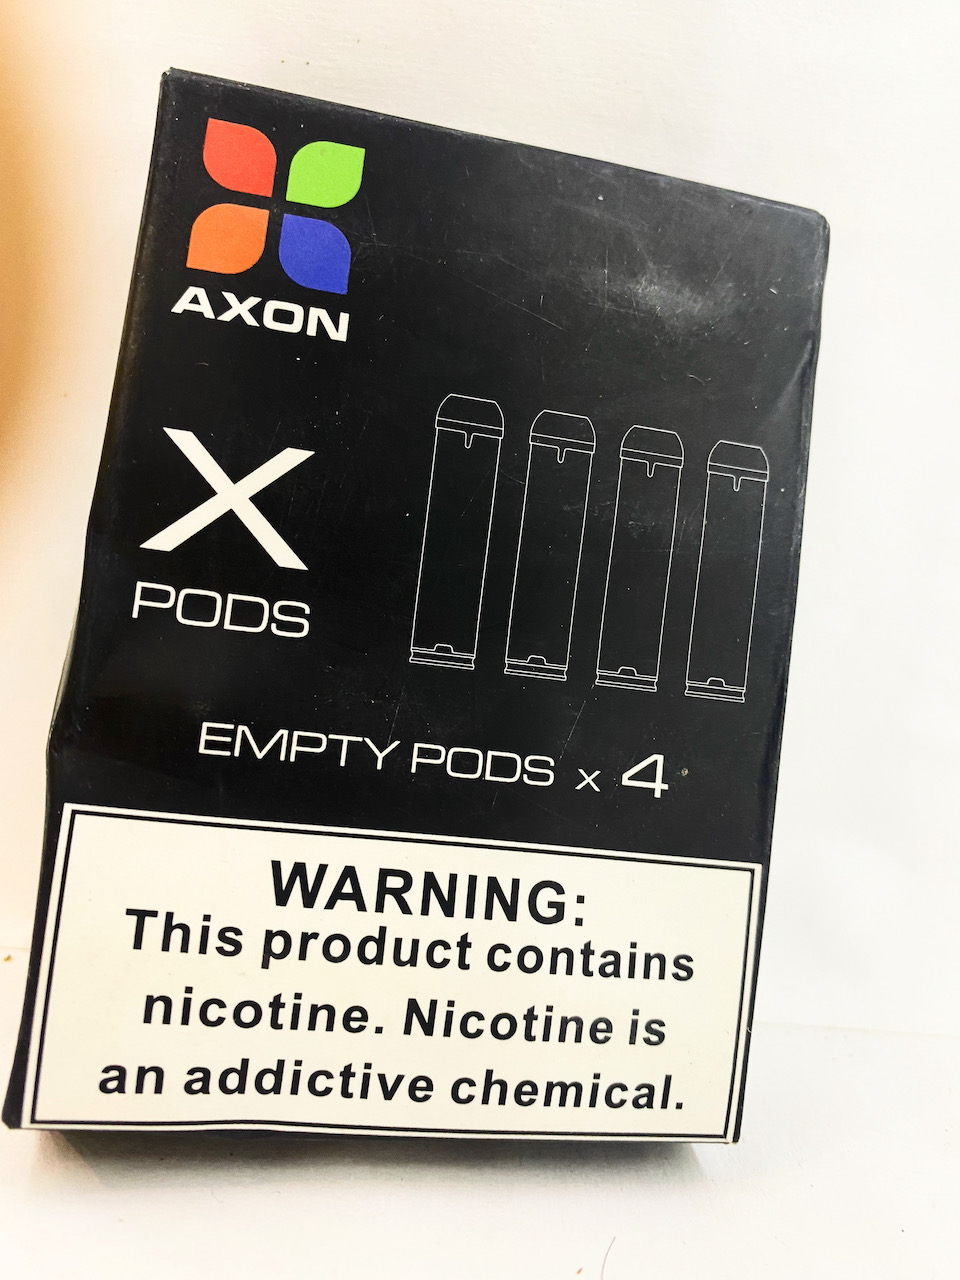 AXON
X
PODS
EMPTY PODS x 4
WARNING:
This product contains
nicotine. Nicotine is
an addictive chemical.